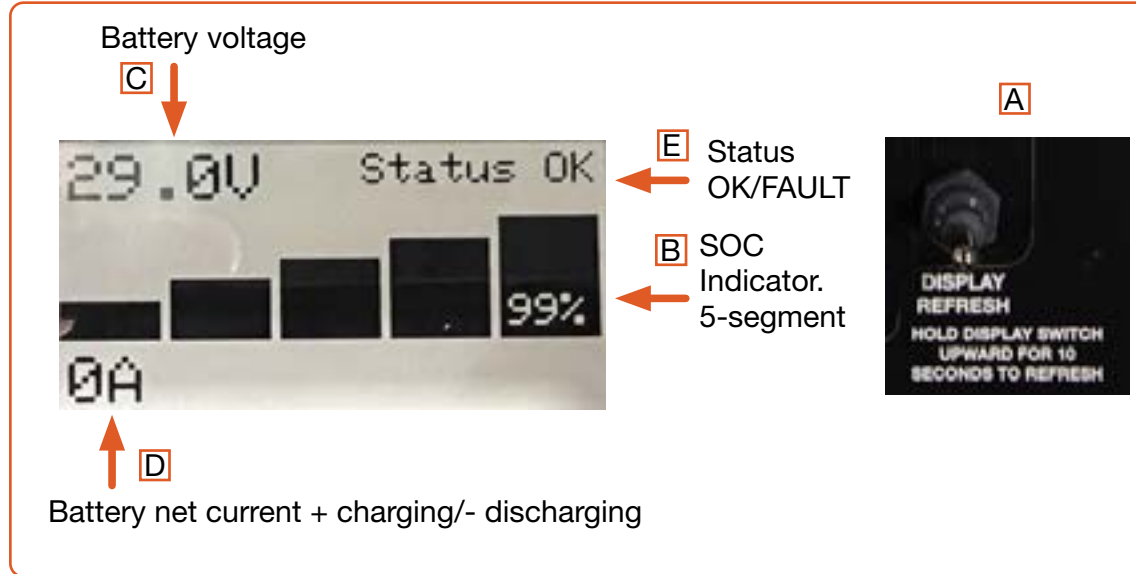 Battery voltage
C
A
29.0V Status OK
E Status
OK/FAULT
B SOC
Indicator.
5-segment
99%
0A
D
Battery net current + charging/- discharging
DISPLAY
REFRESH
HOLD DISPLAY SWITCH
UPWARD FOR 10
SECONDS TO REFRESH